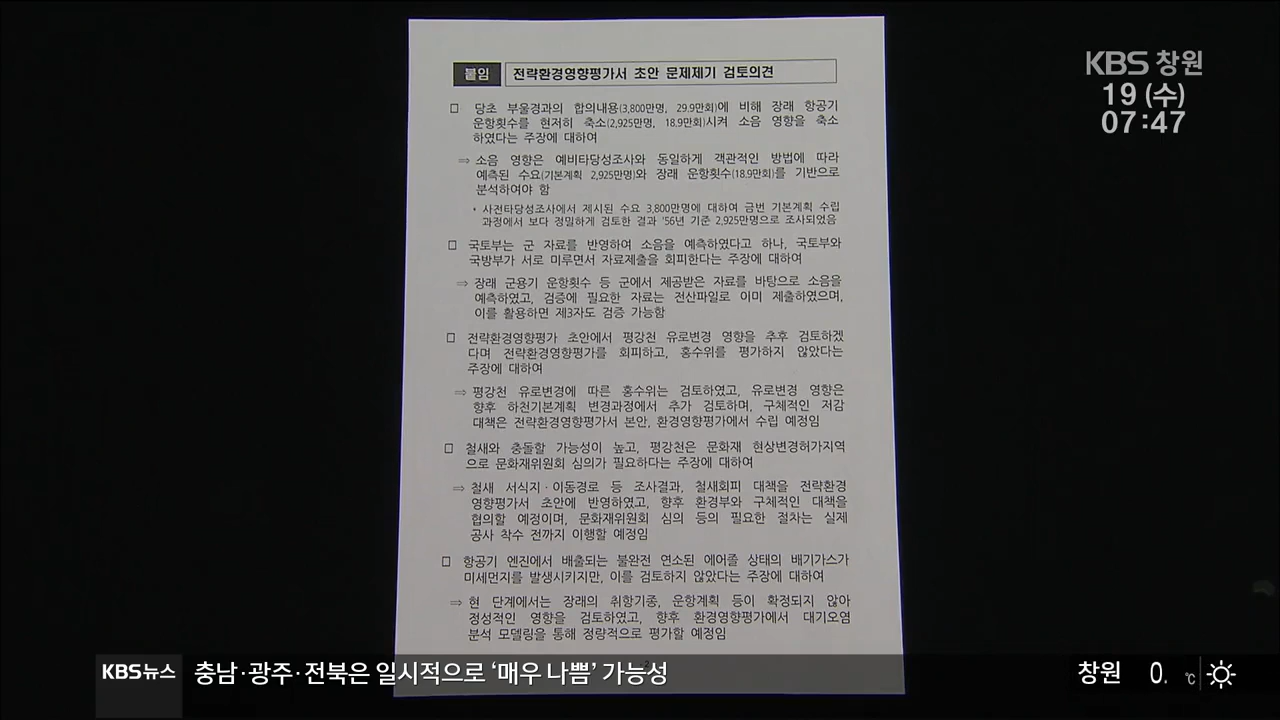 KBS 창원
19 (수)
07:47
붙임 전략환경영향평가서 초안 문제제기 검토의견
□ 당초 부울경과의 합의내용(3,800만명, 29.9만회)에 비해 장래 항공기
운항횟수를 현저히 축소(2,925만명, 18.9만회)시켜 소음 영향을 축소
하였다는 주장에 대하여
⇒ 소음 영향은 예비타당성조사와 동일하게 객관적인 방법에 따라
예측된 수요(기본계획 2,925만명)와 장래 운항횟수(18.9만회)를 기반으로
분석하여야 함
* 사전타당성조사에서 제시된 수요 3,800만명에 대하여 금번 기본계획 수립
과정에서 보다 정밀하게 검토한 결과 '56년 기준 2,925만명으로 조사되었음
□ 국토부는 군 자료를 반영하여 소음을 예측하였다고 하나, 국토부와
국방부가 서로 미루면서 자료제출을 회피한다는 주장에 대하여
⇒ 장래 군용기 운항횟수 등 군에서 제공받은 자료를 바탕으로 소음을
예측하였고, 검증에 필요한 자료는 전산파일로 이미 제출하였으며,
이를 활용하면 제3자도 검증 가능함
□ 전략환경영향평가 초안에서 평강천 유로변경 영향을 추후 검토하겠
다며 전략환경영향평가를 회피하고, 홍수위를 평가하지 않았다는
주장에 대하여
⇒ 평강천 유로변경에 따른 홍수위는 검토하였고, 유로변경 영향은
향후 하천기본계획 변경과정에서 추가 검토하며, 구체적인 저감
대책은 전략환경영향평가서 본안, 환경영향평가에서 수립 예정임
□ 철새와 충돌할 가능성이 높고, 평강천은 문화재 현상변경허가지역
으로 문화재위원회 심의가 필요하다는 주장에 대하여
⇒ 철새 서식지·이동경로 등 조사결과, 철새회피 대책을 전략환경
영향평가서 초안에 반영하였고, 향후 환경부와 구체적인 대책을
협의할 예정이며, 문화재위원회 심의 등의 필요한 절차는 실제
공사 착수 전까지 이행할 예정임
□ 항공기 엔진에서 배출되는 불완전 연소된 에어졸 상태의 배기가스가
미세먼지를 발생시키지만, 이를 검토하지 않았다는 주장에 대하여
⇒ 현 단계에서는 장래의 취항기종, 운항계획 등이 확정되지 않아
정성적인 영향을 검토하였고, 향후 환경영향평가에서 대기오염
분석 모델링을 통해 정량적으로 평가할 예정임
KBS뉴스 충남·광주·전북은 일시적으로 '매우 나쁨' 가능성
창원 0. ℃